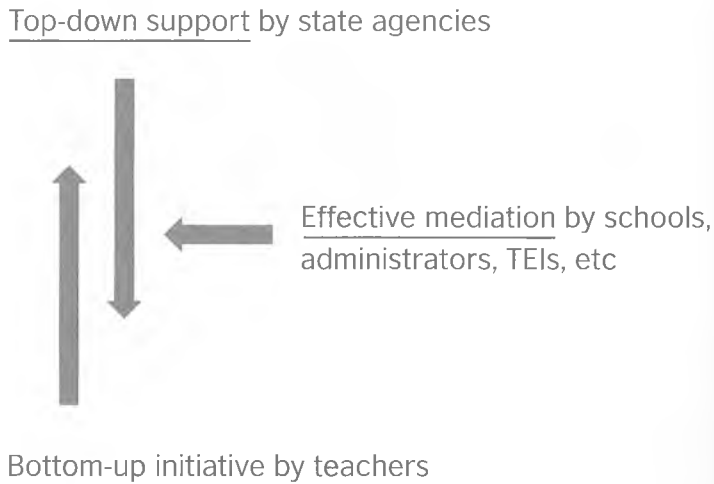 Top-down support by state agencies
Effective mediation by schools,
administrators, TEIs, etc
Bottom-up initiative by teachers